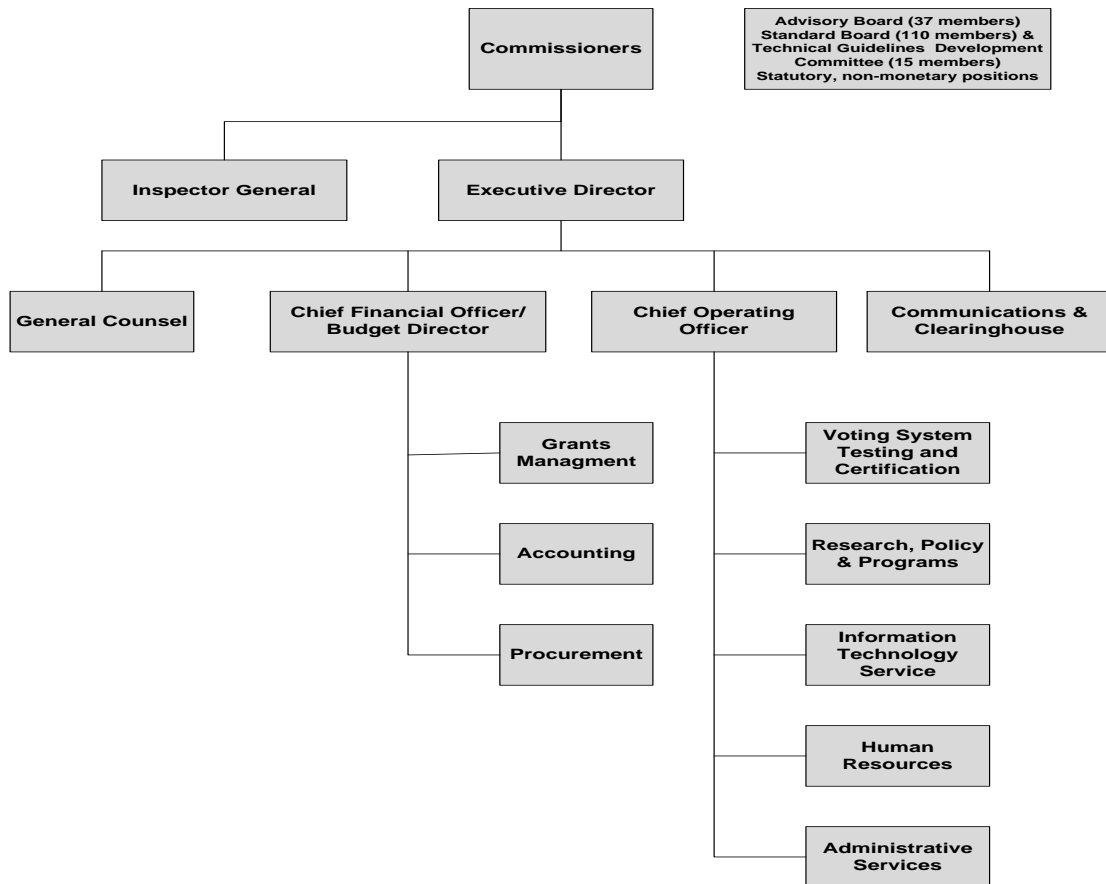 Commissioners
Advisory Board (37 members)
Standard Board (110 members) &
Technical Guidelines Development
Committee (15 members)
Statutory, non-monetary positions
Inspector General
Executive Director
General Counsel
Chief Financial Officer/
Budget Director
Chief Operating
Officer
Communications &
Clearinghouse
Grants
Managment
Voting System
Testing and
Certification
Accounting
Research, Policy
& Programs
Procurement
Information
Technology
Service
Human
Resources
Administrative
Services